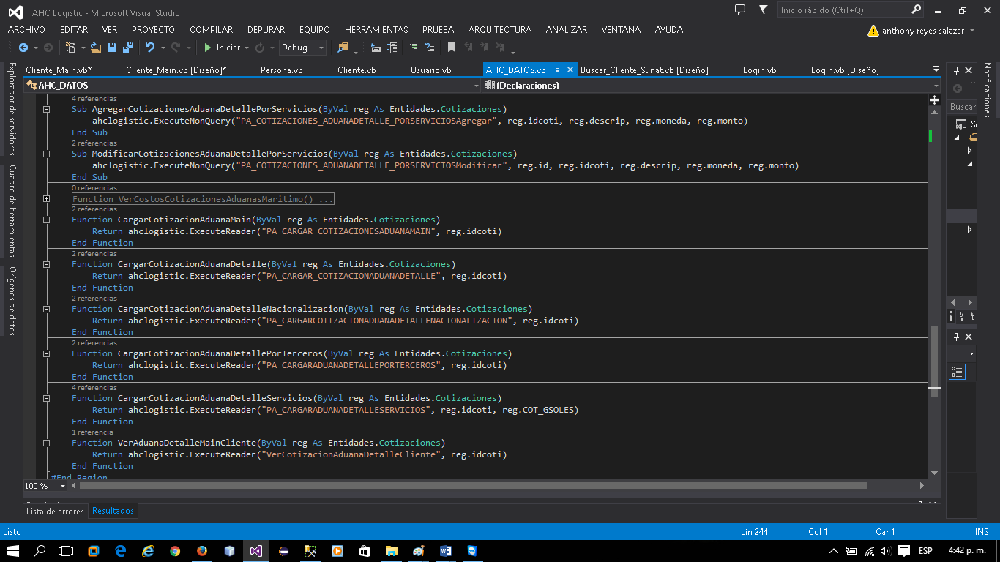 AHC Logistic - Microsoft Visual Studio
Inicio rápido (Ctrl+Q)
ARCHIVO EDITAR VER PROYECTO COMPILAR DEPURAR EQUIPO HERRAMIENTAS PRUEBA ARQUITECTURA ANALIZAR VENTANA AYUDA
anthony reyes salazar
Iniciar Debug
Cliente_Main.vb* Cliente_Main.vb [Diseño]* Persona.vb Cliente.vb Usuario.vb AHC_DATOS.vb Buscar_Cliente_Sunat.vb [Diseño] Login.vb Login.vb [Diseño]
AHC_DATOS (Declaraciones)
Explorador de servidores
Cuadro de herramientas
Orígenes de datos
4 referencias
Sub AgregarCotizacionesAduanaDetallePorServicios(ByVal reg As Entidades.Cotizaciones)
ahclogistic.ExecuteNonQuery("PA_COTIZACIONES_ADUANADETALLE_PORSERVICIOSAgregar", reg.idcoti, reg.descrip, reg.moneda, reg.monto)
End Sub
2 referencias
Sub ModificarCotizacionesAduanaDetallePorServicios(ByVal reg As Entidades.Cotizaciones)
ahclogistic.ExecuteNonQuery("PA_COTIZACIONES_ADUANADETALLE_PORSERVICIOSModificar", reg.id, reg.idcoti, reg.descrip, reg.moneda, reg.monto)
End Sub
0 referencias
Function VerCostosCotizacionesAduanasMaritimo() ...
2 referencias
Function CargarCotizacionAduanaMain(ByVal reg As Entidades.Cotizaciones)
Return ahclogistic.ExecuteReader("PA_CARGAR_COTIZACIONESADUANAMAIN", reg.idcoti)
End Function
2 referencias
Function CargarCotizacionAduanaDetalle(ByVal reg As Entidades.Cotizaciones)
Return ahclogistic.ExecuteReader("PA_CARGAR_COTIZACIONADUANADETALLE", reg.idcoti)
End Function
2 referencias
Function CargarCotizacionAduanaDetalleNacionalizacion(ByVal reg As Entidades.Cotizaciones)
Return ahclogistic.ExecuteReader("PA_CARGARCOTIZACIONADUANADETALLENACIONALIZACION", reg.idcoti)
End Function
2 referencias
Function CargarCotizacionAduanaDetallePorTerceros(ByVal reg As Entidades.Cotizaciones)
Return ahclogistic.ExecuteReader("PA_CARGARADUANADETALLEPORTERCEROS", reg.idcoti)
End Function
4 referencias
Function CargarCotizacionAduanaDetalleServicios(ByVal reg As Entidades.Cotizaciones)
Return ahclogistic.ExecuteReader("PA_CARGARADUANADETALLESERVICIOS", reg.idcoti, reg.COT_GSOLES)
End Function
1 referencia
Function VerAduanaDetalleMainCliente(ByVal reg As Entidades.Cotizaciones)
Return ahclogistic.ExecuteReader("VerCotizacionAduanaDetalleCliente", reg.idcoti)
End Function
#End Region
100 %
Buscar
Notificaciones
Lista de errores Resultados
Listo Lín 244 Col 1 Car 1 INS
ESP 4:42 p. m.